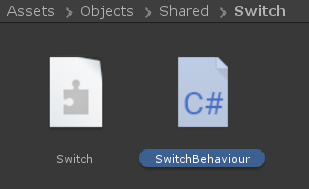 Assets > Objects > Shared > Switch
C#
Switch
SwitchBehaviour